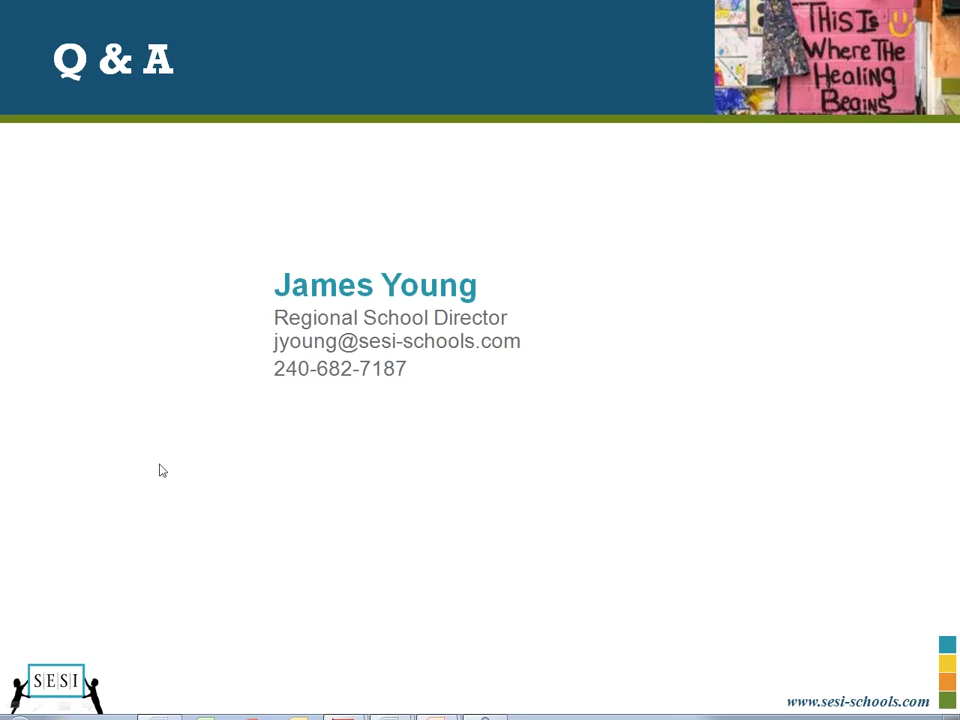 Q & A
THiS Is
Where THe
Healing
BegiNs
James Young
Regional School Director
jyoung@sesi-schools.com
240-682-7187
SESI
www.sesi-schools.com